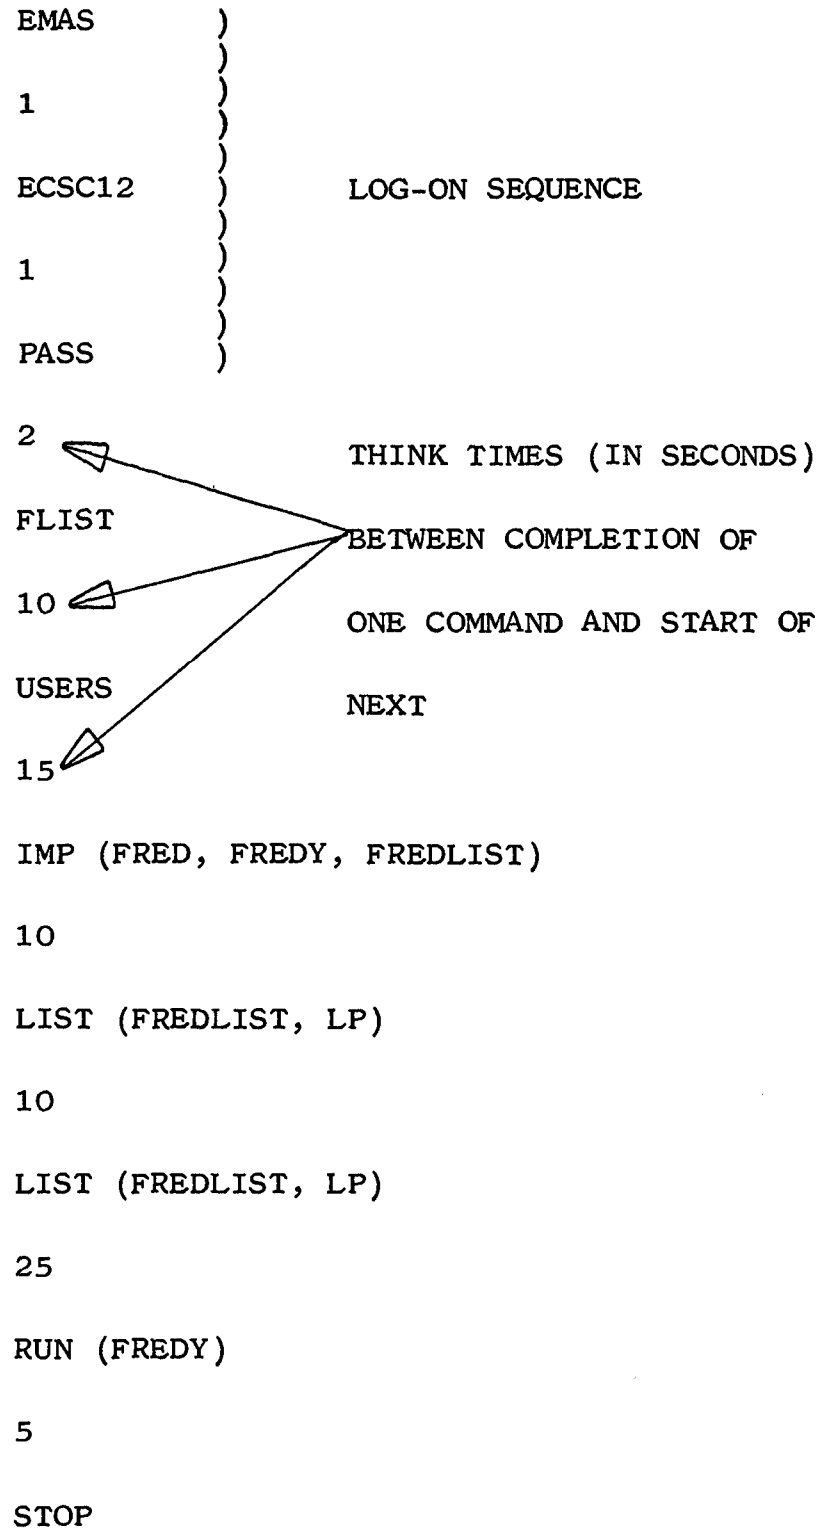 EMAS )
)
1 )
)
)
ECSC12 ) LOG-ON SEQUENCE
)
1 )
)
)
PASS )
2
THINK TIMES (IN SECONDS)
FLIST
BETWEEN COMPLETION OF
10
ONE COMMAND AND START OF
USERS
NEXT
15
IMP (FRED, FREDY, FREDLIST)
10
LIST (FREDLIST, LP)
10
LIST (FREDLIST, LP)
25
RUN (FREDY)
5
STOP